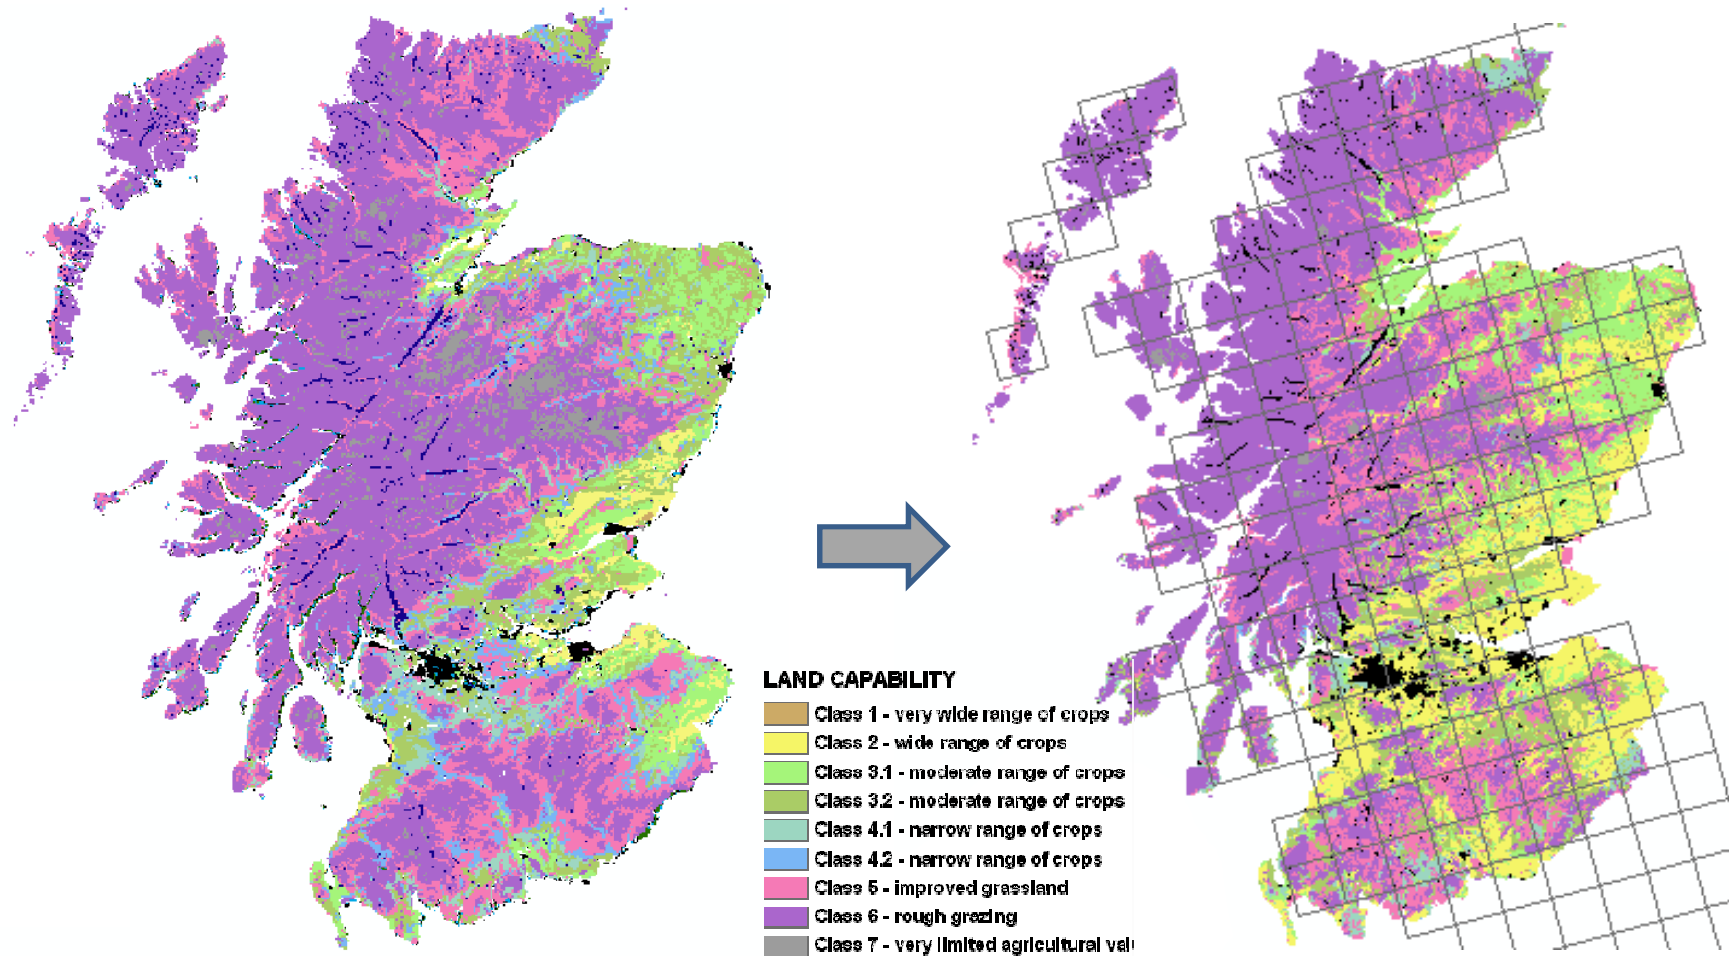 LAND CAPABILITY
Class 1 - very wide range of crops
Class 2 - wide range of crops
Class 3.1 - moderate range of crops
Class 3.2 - moderate range of crops
Class 4.1 - narrow range of crops
Class 4.2 - narrow range of crops
Class 5 - improved grassland
Class 6 - rough grazing
Class 7 - very limited agricultural val